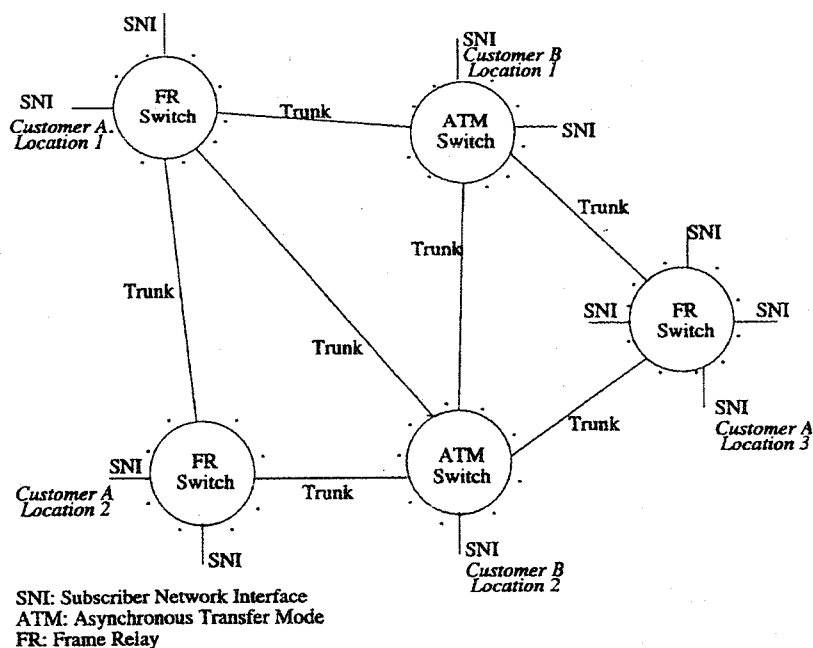 SNI
SNI
Customer B
Location 1
FR
Switch
SNI
Customer A
Location 1
Trunk
ATM
Switch
SNI
Trunk
SNI
Trunk
Trunk
SNI
FR
Switch
SNI
Trunk
SNI
Customer A
Location 3
Trunk
FR
Switch
SNI
Customer A
Location 2
Trunk
ATM
Switch
SNI
SNI
Customer B
Location 2
SNI: Subscriber Network Interface
ATM: Asynchronous Transfer Mode
FR: Frame Relay